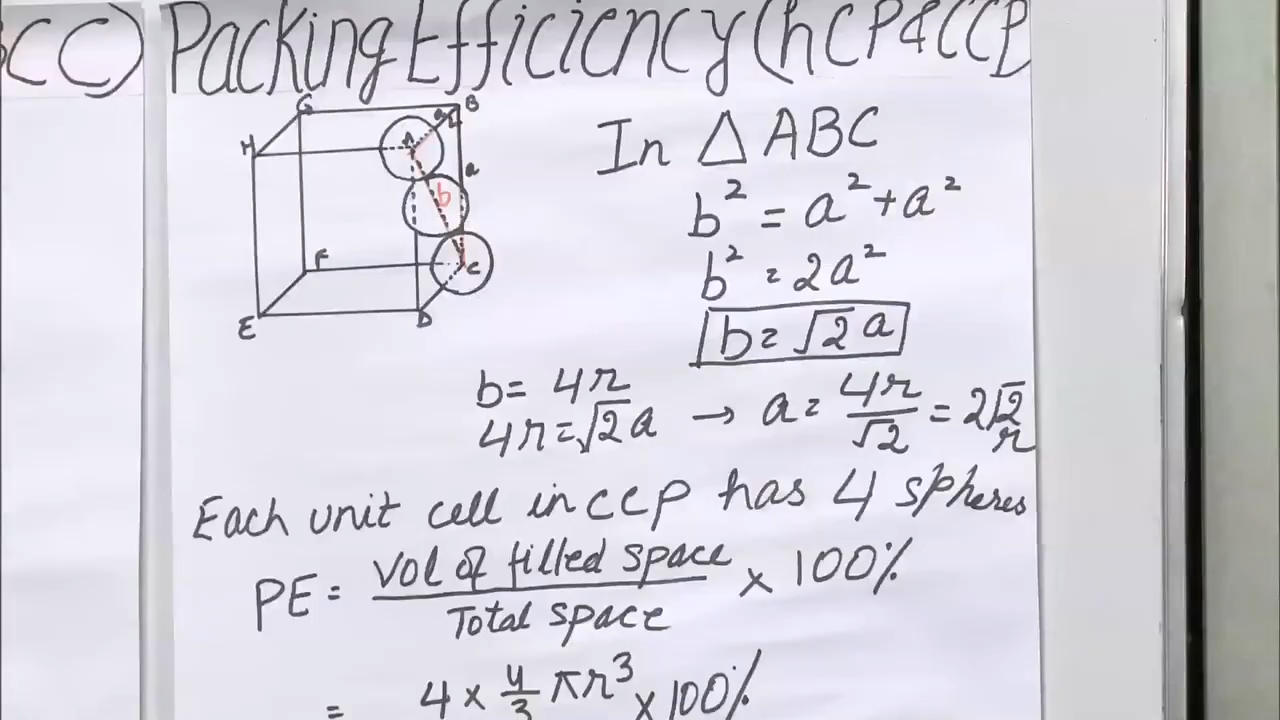 CC) Packing Efficiency (hcp & CCP
G B
H A a
a
b
F C
E D
In △ABC
b² = a² + a²
b² = 2a²
b = √2 a
b = 4r
4r = √2 a → a = 4r/√2 = 2√2 r
Each unit cell in CCP has 4 spheres
PE = Vol of filled space / Total space × 100%
= 4 × 4/3 πr³ × 100%